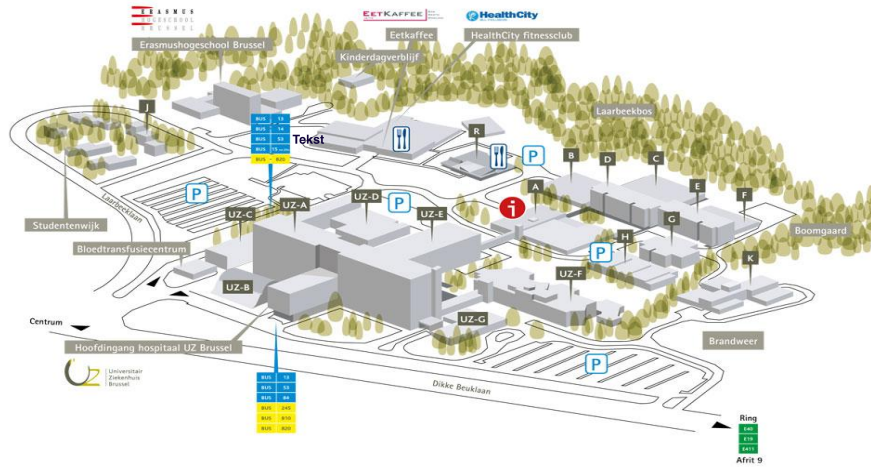 ERASMUS
HOGESCHOOL
BRUSSEL
EETKAFFEE
HealthCity
Erasmushogeschool Brussel
Eetkaffee
HealthCity fitnessclub
Kinderdagverblijf
Laarbeekbos
J
BUS 13
BUS 14
BUS 53
BUS 15
BUS 820
Tekst
R
P
B
D
C
A
E
F
i
P
Laarbeeklaan
UZ-C
UZ-A
UZ-D
P
UZ-E
G
H
P
Studentenwijk
Bloedtransfusiecentrum
Boomgaard
K
UZ-B
UZ-F
UZ-G
Centrum
Hoofdingang hospitaal UZ Brussel
Brandweer
P
UZ
Universitair
Ziekenhuis
Brussel
BUS 13
BUS 53
BUS 84
BUS 245
BUS 810
BUS 820
Dikke Beuklaan
Ring
E40
E19
E411
Afrit 9